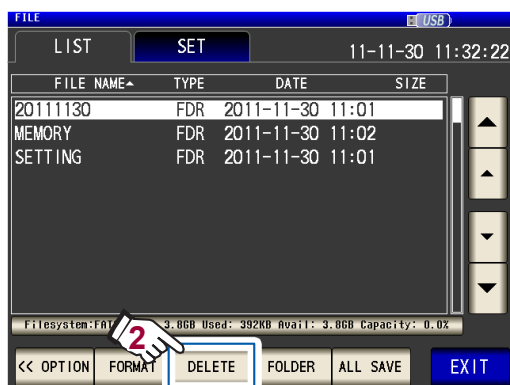 FILE USB
LIST SET 11-11-30 11:32:22
FILE NAME▲ TYPE DATE SIZE
20111130 FDR 2011-11-30 11:01
MEMORY FDR 2011-11-30 11:02
SETTING FDR 2011-11-30 11:01
Filesystem:FAT 3.8GB Used: 392KB Avail: 3.8GB Capacity: 0.0%
2
<< OPTION FORMAT DELETE FOLDER ALL SAVE EXIT